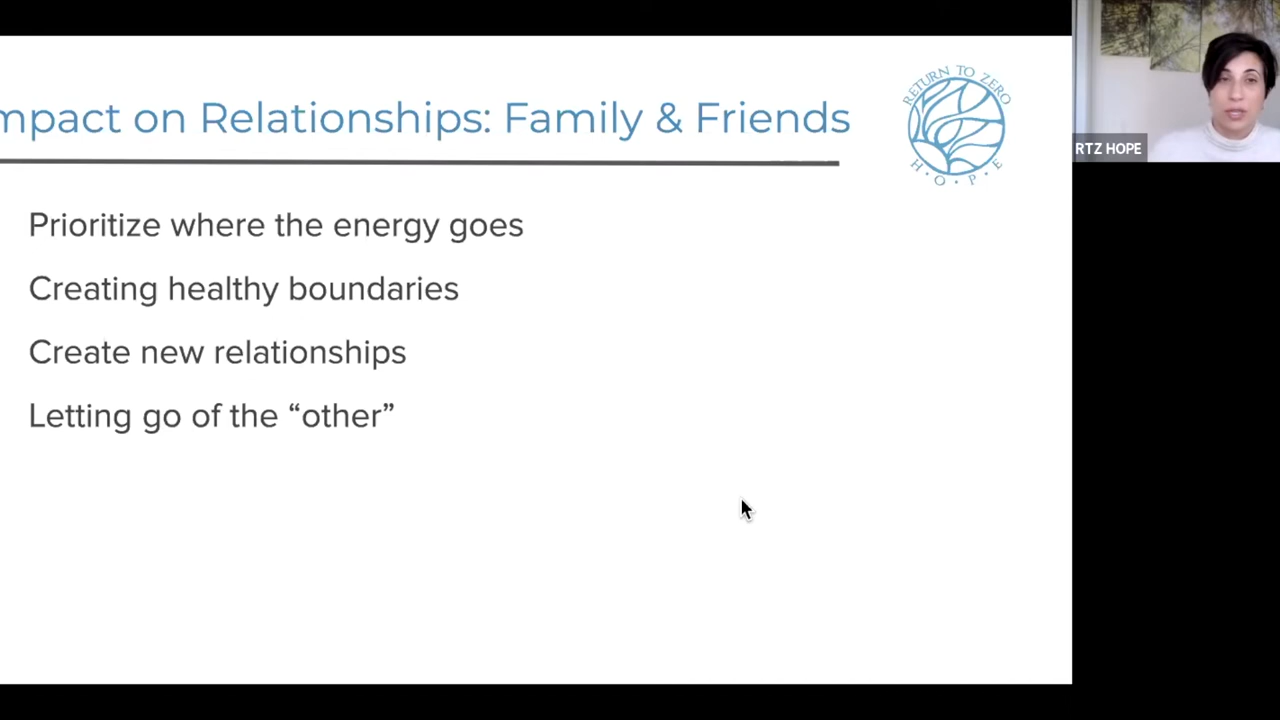 mpact on Relationships: Family & Friends
RETURN TO ZERO
H·O·P·E
RTZ HOPE
Prioritize where the energy goes
Creating healthy boundaries
Create new relationships
Letting go of the “other”